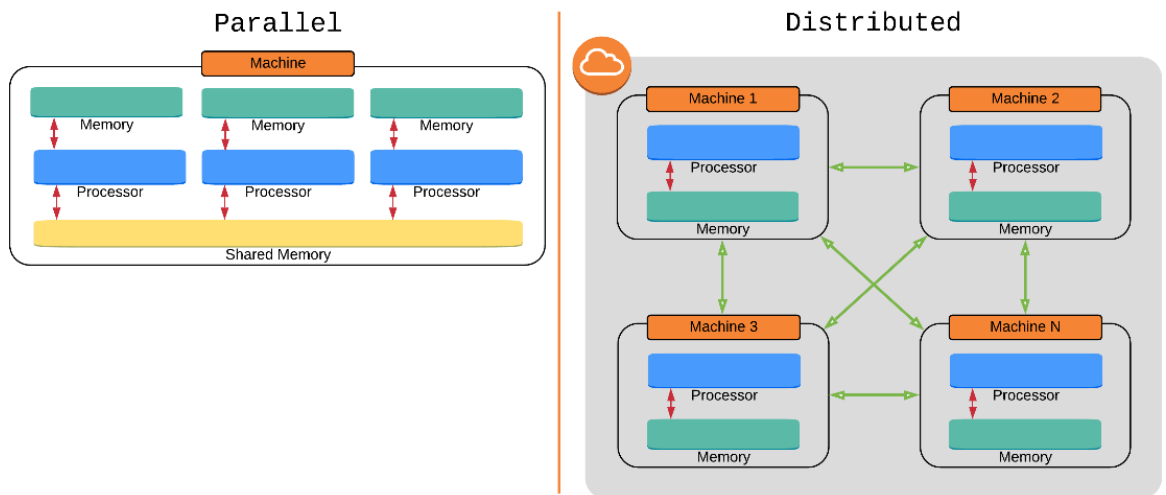 Parallel
Machine
Memory
Memory
Memory
Processor
Processor
Processor
Shared Memory
Distributed
Machine 1
Processor
Memory
Machine 2
Processor
Memory
Machine 3
Processor
Memory
Machine N
Processor
Memory